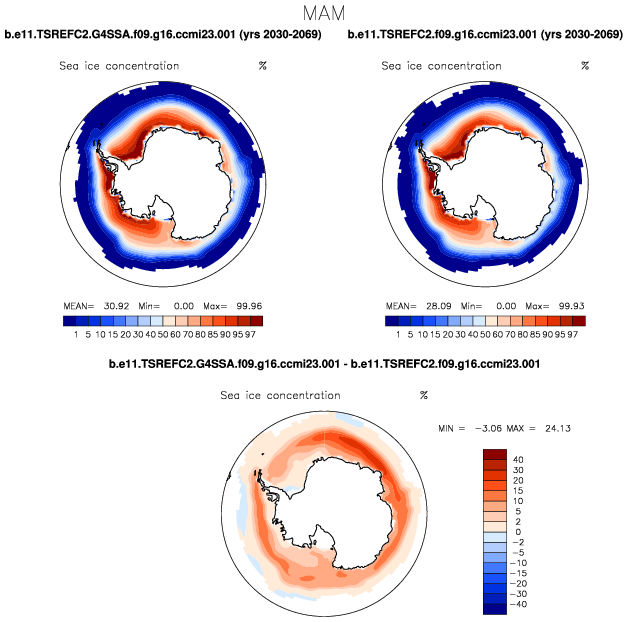 MAM
b.e11.TSREFC2.G4SSA.f09.g16.ccmi23.001 (yrs 2030-2069)
b.e11.TSREFC2.f09.g16.ccmi23.001 (yrs 2030-2069)
Sea ice concentration %
Sea ice concentration %
MEAN= 30.92 Min= 0.00 Max= 99.96
MEAN= 28.09 Min= 0.00 Max= 99.93
1 5 10 15 20 30 40 50 60 70 80 85 90 95 97
1 5 10 15 20 30 40 50 60 70 80 85 90 95 97
b.e11.TSREFC2.G4SSA.f09.g16.ccmi23.001 - b.e11.TSREFC2.f09.g16.ccmi23.001
Sea ice concentration %
MIN = -3.06 MAX = 24.13
40
30
20
15
10
5
2
0
-2
-5
-10
-15
-20
-30
-40